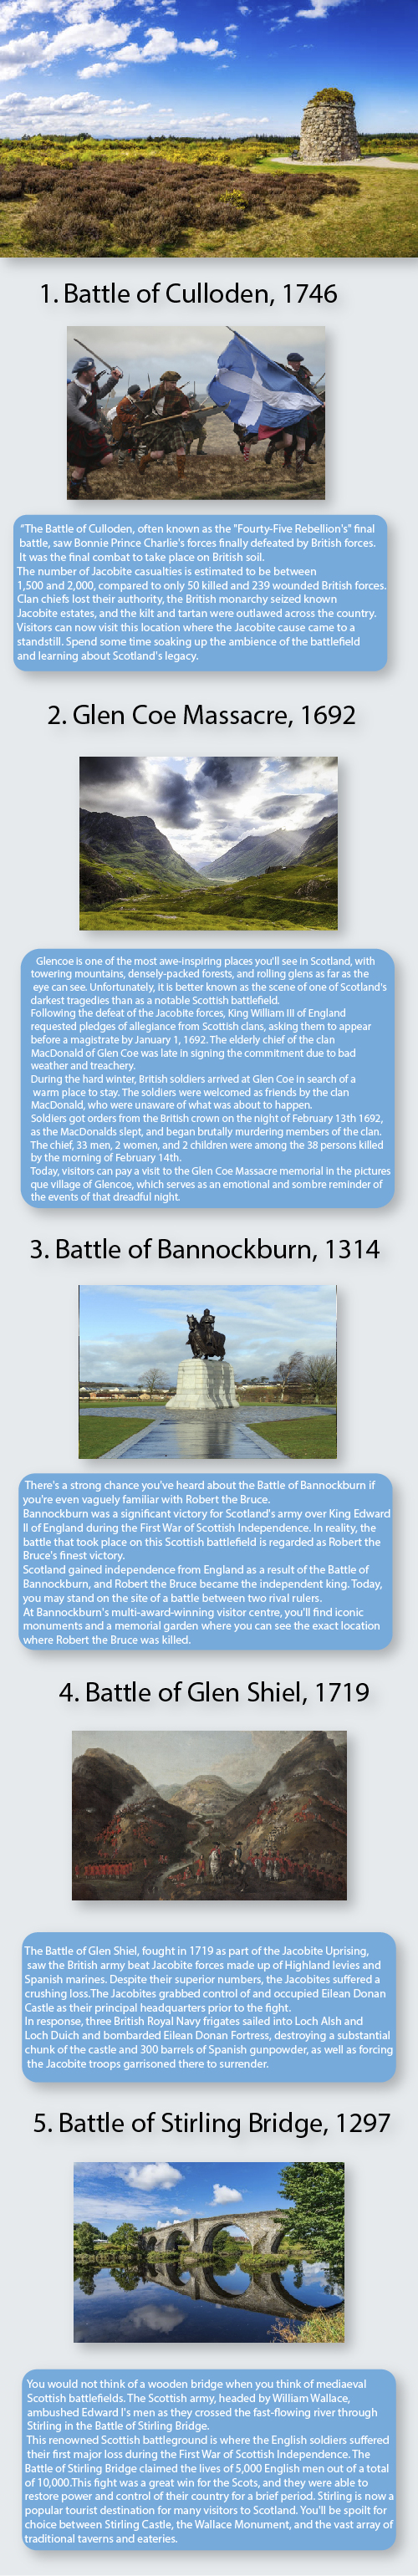 1. Battle of Culloden, 1746
"The Battle of Culloden, often known as the "Fourty-Five Rebellion's" final
battle, saw Bonnie Prince Charlie's forces finally defeated by British forces.
It was the final combat to take place on British soil.
The number of Jacobite casualties is estimated to be between
1,500 and 2,000, compared to only 50 killed and 239 wounded British forces.
Clan chiefs lost their authority, the British monarchy seized known
Jacobite estates, and the kilt and tartan were outlawed across the country.
Visitors can now visit this location where the Jacobite cause came to a
standstill. Spend some time soaking up the ambience of the battlefield
and learning about Scotland's legacy.
2. Glen Coe Massacre, 1692
Glencoe is one of the most awe-inspiring places you'll see in Scotland, with
towering mountains, densely-packed forests, and rolling glens as far as the
eye can see. Unfortunately, it is better known as the scene of one of Scotland's
darkest tragedies than as a notable Scottish battlefield.
Following the defeat of the Jacobite forces, King William III of England
requested pledges of allegiance from Scottish clans, asking them to appear
before a magistrate by January 1, 1692. The elderly chief of the clan
MacDonald of Glen Coe was late in signing the commitment due to bad
weather and treachery.
During the hard winter, British soldiers arrived at Glen Coe in search of a
warm place to stay. The soldiers were welcomed as friends by the clan
MacDonald, who were unaware of what was about to happen.
Soldiers got orders from the British crown on the night of February 13th 1692,
as the MacDonalds slept, and began brutally murdering members of the clan.
The chief, 33 men, 2 women, and 2 children were among the 38 persons killed
by the morning of February 14th.
Today, visitors can pay a visit to the Glen Coe Massacre memorial in the pictures
que village of Glencoe, which serves as an emotional and sombre reminder of
the events of that dreadful night.
3. Battle of Bannockburn, 1314
There's a strong chance you've heard about the Battle of Bannockburn if
you're even vaguely familiar with Robert the Bruce.
Bannockburn was a significant victory for Scotland's army over King Edward
II of England during the First War of Scottish Independence. In reality, the
battle that took place on this Scottish battlefield is regarded as Robert the
Bruce's finest victory.
Scotland gained independence from England as a result of the Battle of
Bannockburn, and Robert the Bruce became the independent king. Today,
you may stand on the site of a battle between two rival rulers.
At Bannockburn's multi-award-winning visitor centre, you'll find iconic
monuments and a memorial garden where you can see the exact location
where Robert the Bruce was killed.
4. Battle of Glen Shiel, 1719
The Battle of Glen Shiel, fought in 1719 as part of the Jacobite Uprising,
saw the British army beat Jacobite forces made up of Highland levies and
Spanish marines. Despite their superior numbers, the Jacobites suffered a
crushing loss.The Jacobites grabbed control of and occupied Eilean Donan
Castle as their principal headquarters prior to the fight.
In response, three British Royal Navy frigates sailed into Loch Alsh and
Loch Duich and bombarded Eilean Donan Fortress, destroying a substantial
chunk of the castle and 300 barrels of Spanish gunpowder, as well as forcing
the Jacobite troops garrisoned there to surrender.
5. Battle of Stirling Bridge, 1297
You would not think of a wooden bridge when you think of mediaeval
Scottish battlefields. The Scottish army, headed by William Wallace,
ambushed Edward I's men as they crossed the fast-flowing river through
Stirling in the Battle of Stirling Bridge.
This renowned Scottish battleground is where the English soldiers suffered
their first major loss during the First War of Scottish Independence. The
Battle of Stirling Bridge claimed the lives of 5,000 English men out of a total
of 10,000.This fight was a great win for the Scots, and they were able to
restore power and control of their country for a brief period. Stirling is now a
popular tourist destination for many visitors to Scotland. You'll be spoilt for
choice between Stirling Castle, the Wallace Monument, and the vast array of
traditional taverns and eateries.